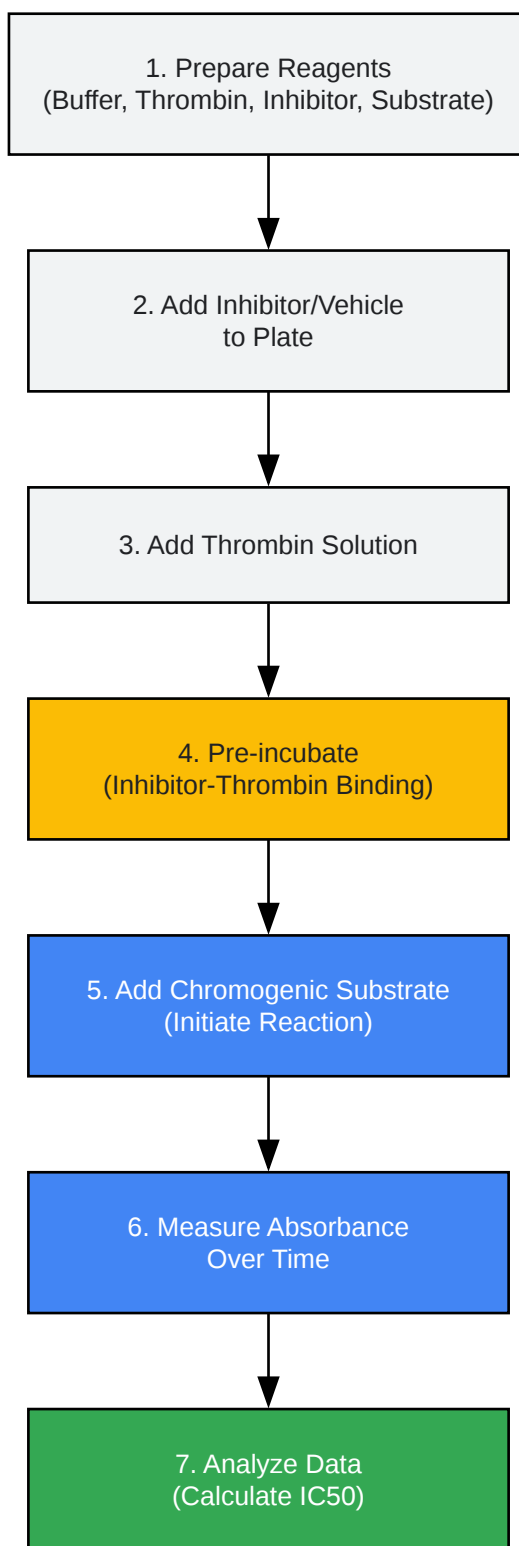 1. Prepare Reagents
(Buffer, Thrombin, Inhibitor, Substrate)
2. Add Inhibitor/Vehicle
to Plate
3. Add Thrombin Solution
4. Pre-incubate
(Inhibitor-Thrombin Binding)
5. Add Chromogenic Substrate
(Initiate Reaction)
6. Measure Absorbance
Over Time
7. Analyze Data
(Calculate IC50)